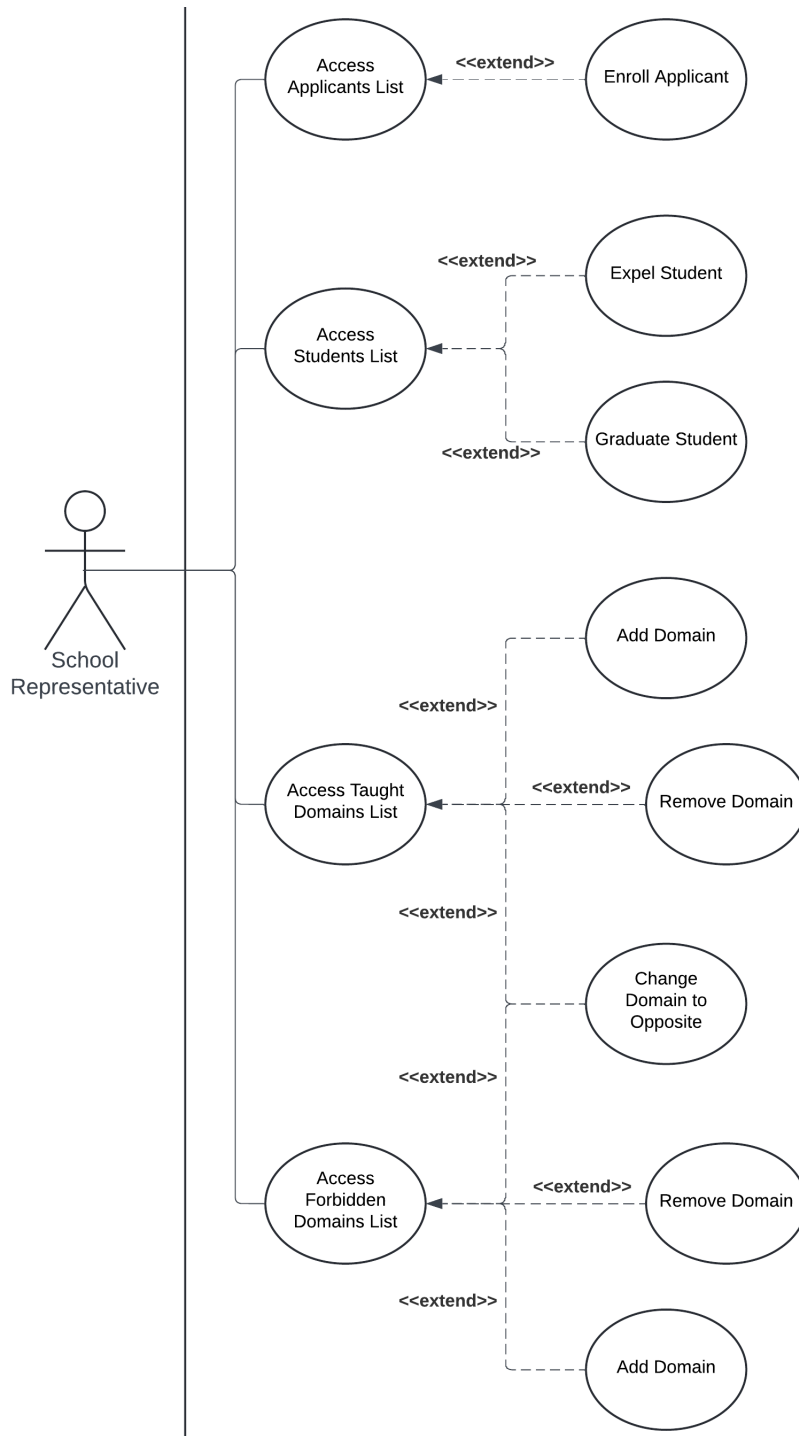 Access
Applicants List
<<extend>>
Enroll Applicant
<<extend>>
Expel Student
Access
Students List
Graduate Student
<<extend>>
School
Representative
Add Domain
<<extend>>
Access Taught
Domains List
<<extend>>
Remove Domain
<<extend>>
Change
Domain to
Opposite
<<extend>>
Access
Forbidden
Domains List
<<extend>>
Remove Domain
<<extend>>
Add Domain